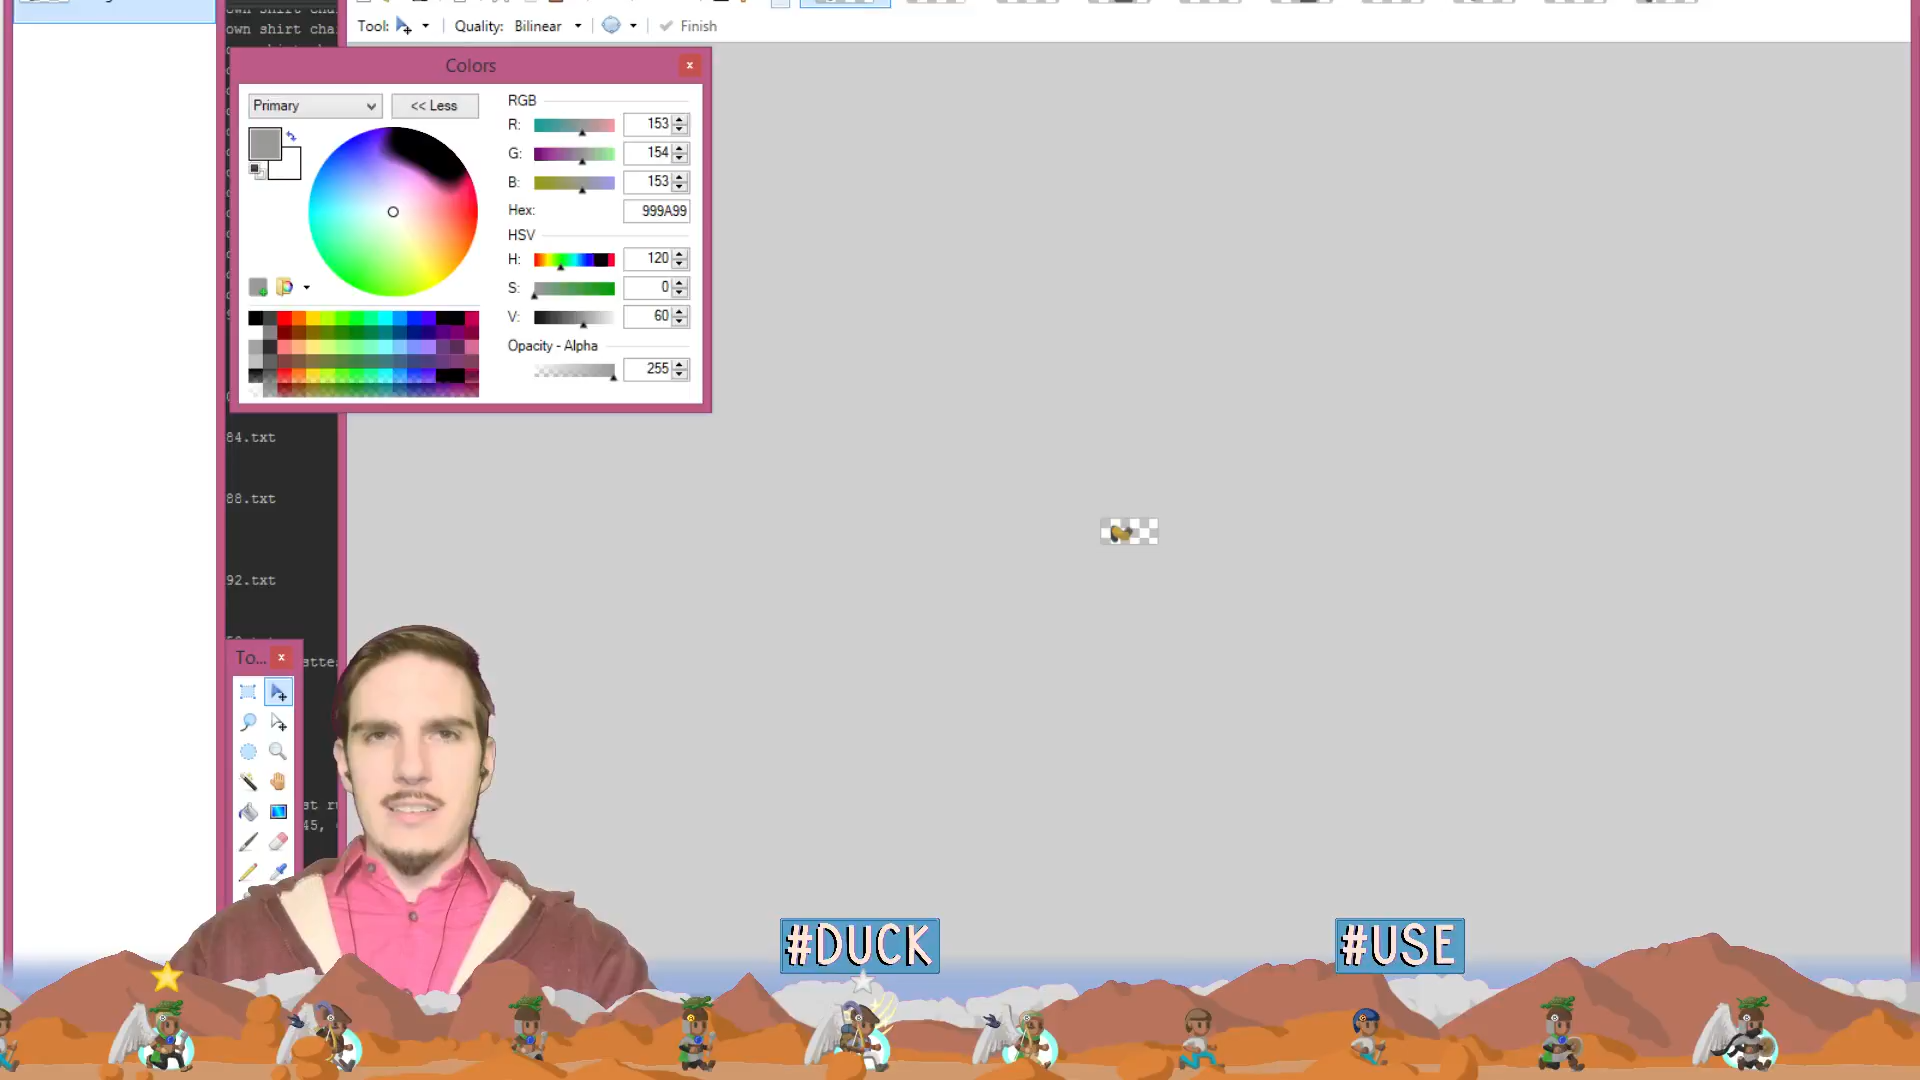 own shirt cha
Tool:
Quality: Bilinear
Finish
Colors
Primary
<< Less
RGB
R: 153
G: 154
B: 153
Hex: 999A99
HSV
H: 120
S: 0
V: 60
Opacity - Alpha
255
84.txt
88.txt
92.txt
To...
#DUCK
#USE